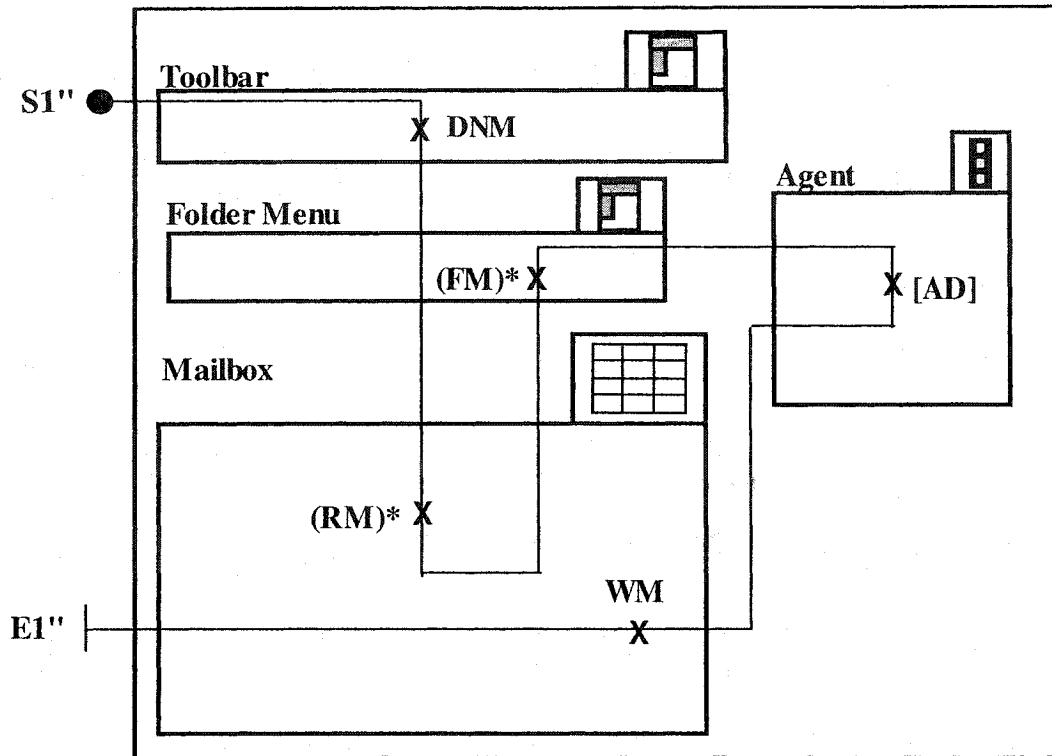 Toolbar
S1"
DNM
Agent
Folder Menu
(FM)*
[AD]
Mailbox
(RM)*
WM
E1"